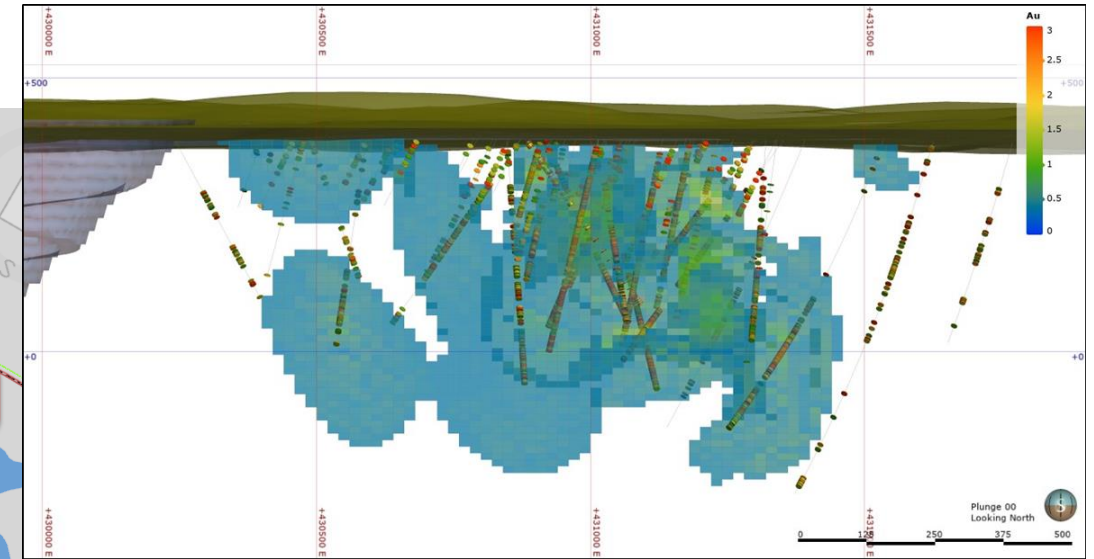 +430000 E
+430500 E
+431000 E
+431500 E
Au
3
2.5
2
1.5
1
0.5
0
+500
+500
+0
+0
Plunge 00
Looking North
S
0
125
250
375
500
+430000 E
+430500 E
+431000 E
+431500 E
S